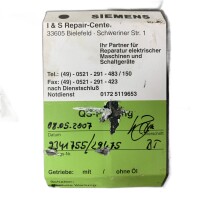 SIEMENS
I & S Repair-Cente.
33605 Bielefeld · Schweriner Str. 1
Ihr Partner für
Reparatur elektrischer
Maschinen und
Schaltgeräte
Tel.: (49) - 0521 - 291 - 483 / 150
Fax: (49) - 0521 - 291 - 423
nach Dienstschluß
Notdienst 0172 5119653
08.05.2007
BT
Getriebe: mit / ohne Öl